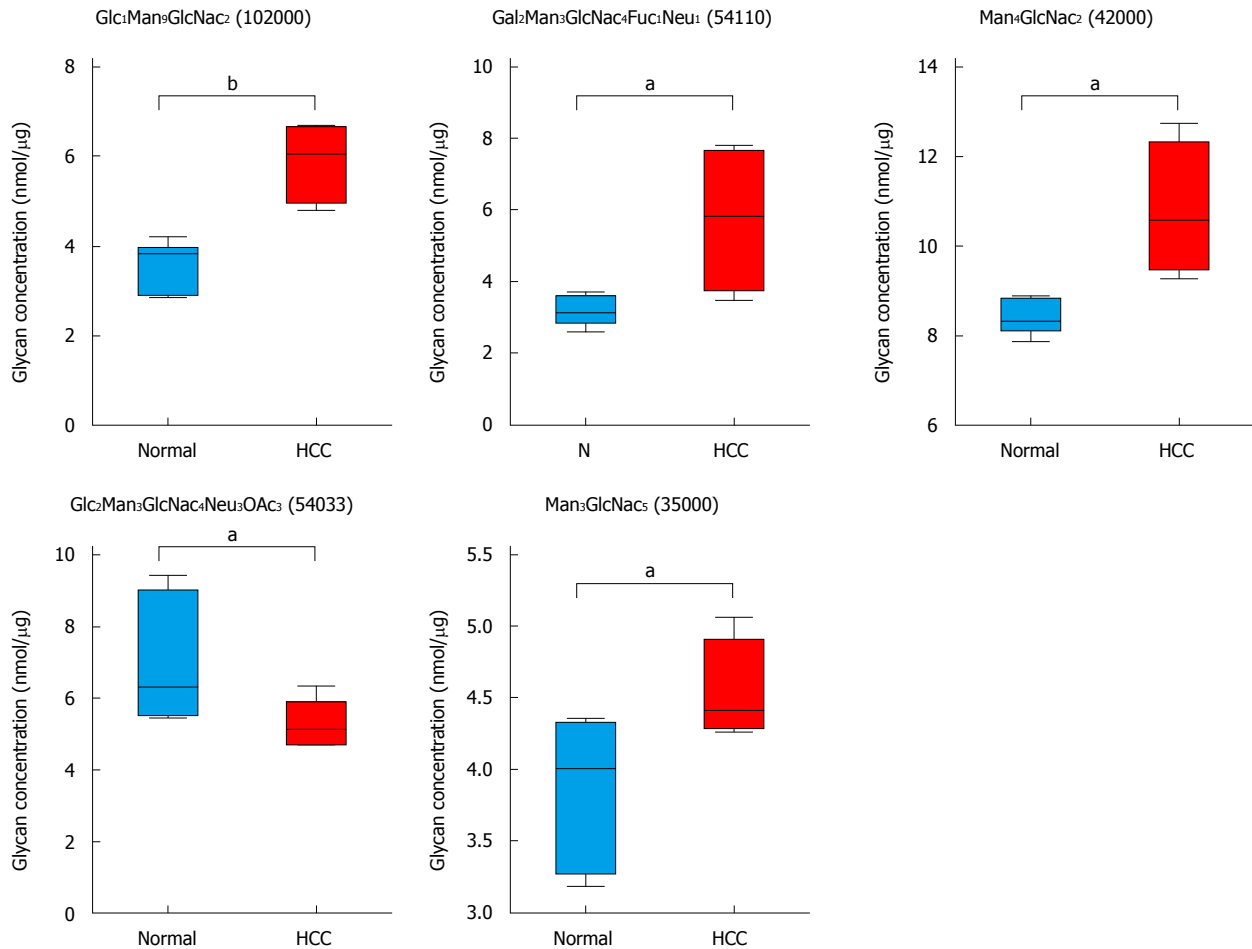 Glc₁Man₉GlcNac₂ (102000)
8
6
4
2
0
Glycan concentration (nmol/µg)
b
Normal HCC
Gal₂Man₃GlcNac₄Fuc₁Neu₁ (54110)
10
8
6
4
2
0
Glycan concentration (nmol/µg)
a
N HCC
Man₄GlcNac₂ (42000)
14
12
10
8
6
Glycan concentration (nmol/µg)
a
Normal HCC
Glc₂Man₃GlcNac₄Neu₃OAc₃ (54033)
10
8
6
4
2
0
Glycan concentration (nmol/µg)
a
Normal HCC
Man₃GlcNac₅ (35000)
5.5
5.0
4.5
4.0
3.5
3.0
Glycan concentration (nmol/µg)
a
Normal HCC